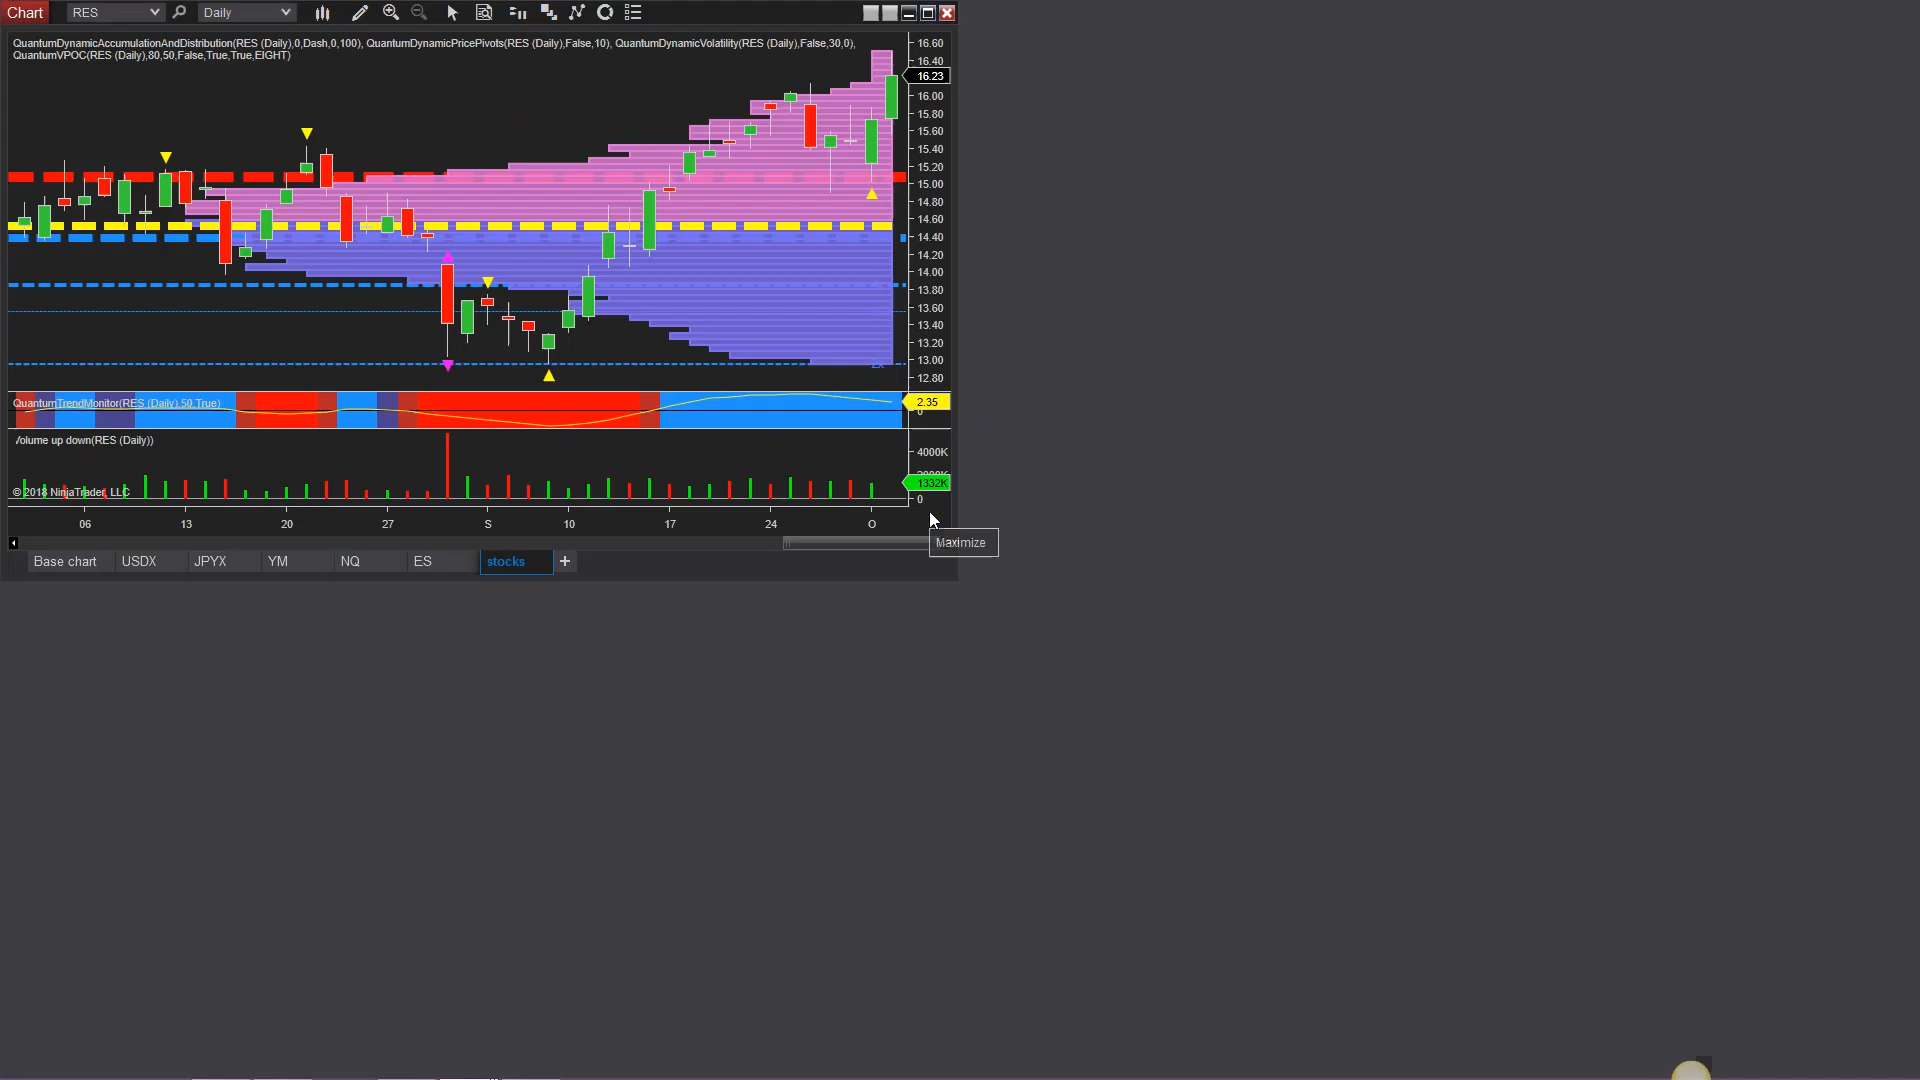 Chart RES Daily
QuantumDynamicAccumulationAndDistribution(RES (Daily),0,Dash,0,100), QuantumDynamicPricePivots(RES (Daily),False,10), QuantumDynamicVolatility(RES (Daily),False,30,0),
QuantumVPOC(RES (Daily),80,50,False,True,True,EIGHT)
16.60
16.40
16.23
16.00
15.80
15.60
15.40
15.20
15.00
14.80
14.60
14.40
14.20
14.00
13.80
13.60
13.40
13.20
13.00
2x
12.80
QuantumTrendMonitor(RES (Daily),50,True)
2.35
0
Volume up down(RES (Daily))
4000K
2000K
1332K
© 2018 NinjaTrader, LLC
0
06 13 20 27 S 10 17 24 O
Maximize
Base chart USDX JPYX YM NQ ES stocks +